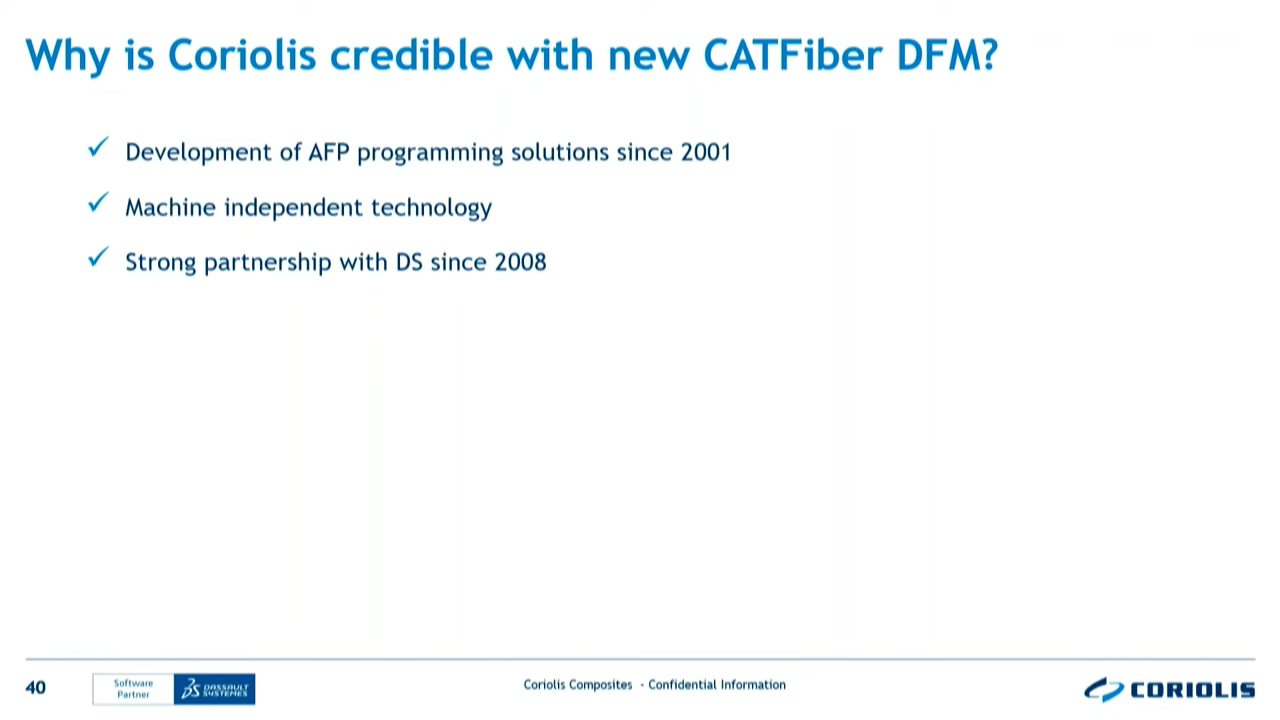 Why is Coriolis credible with new CATFiber DFM?
✓ Development of AFP programming solutions since 2001
✓ Machine independent technology
✓ Strong partnership with DS since 2008
40
Software
Partner
DASSAULT
SYSTEMES
Coriolis Composites - Confidential Information
CORIOLIS